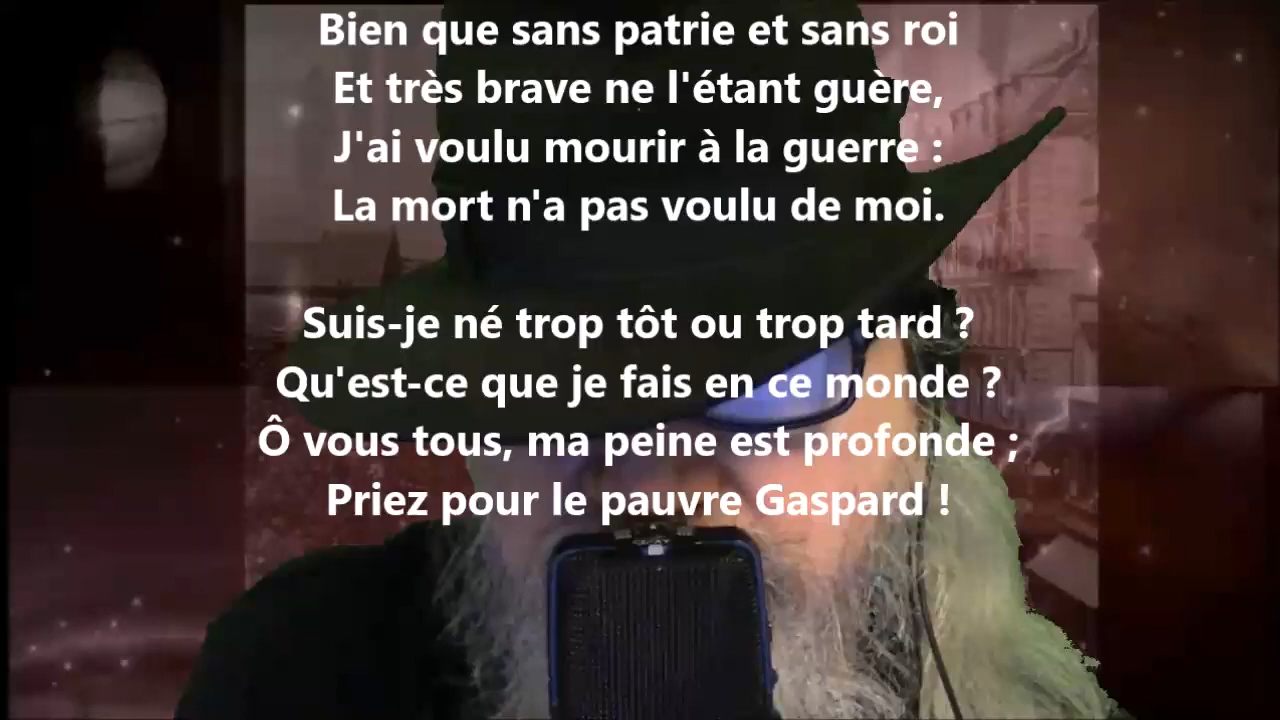 Bien que sans patrie et sans roi
Et très brave ne l'étant guère,
J'ai voulu mourir à la guerre :
La mort n'a pas voulu de moi.
Suis-je né trop tôt ou trop tard ?
Qu'est-ce que je fais en ce monde ?
Ô vous tous, ma peine est profonde ;
Priez pour le pauvre Gaspard !